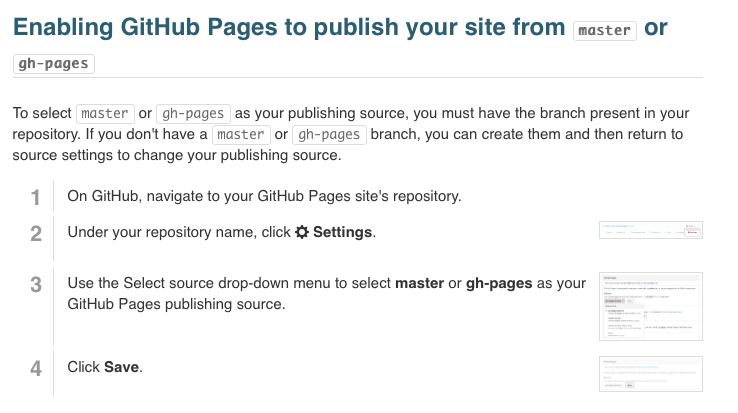 Enabling GitHub Pages to publish your site from master or
gh-pages
To select master or gh-pages as your publishing source, you must have the branch present in your
repository. If you don't have a master or gh-pages branch, you can create them and then return to
source settings to change your publishing source.
1 On GitHub, navigate to your GitHub Pages site's repository.
2 Under your repository name, click Settings.
3 Use the Select source drop-down menu to select master or gh-pages as your
GitHub Pages publishing source.
4 Click Save.